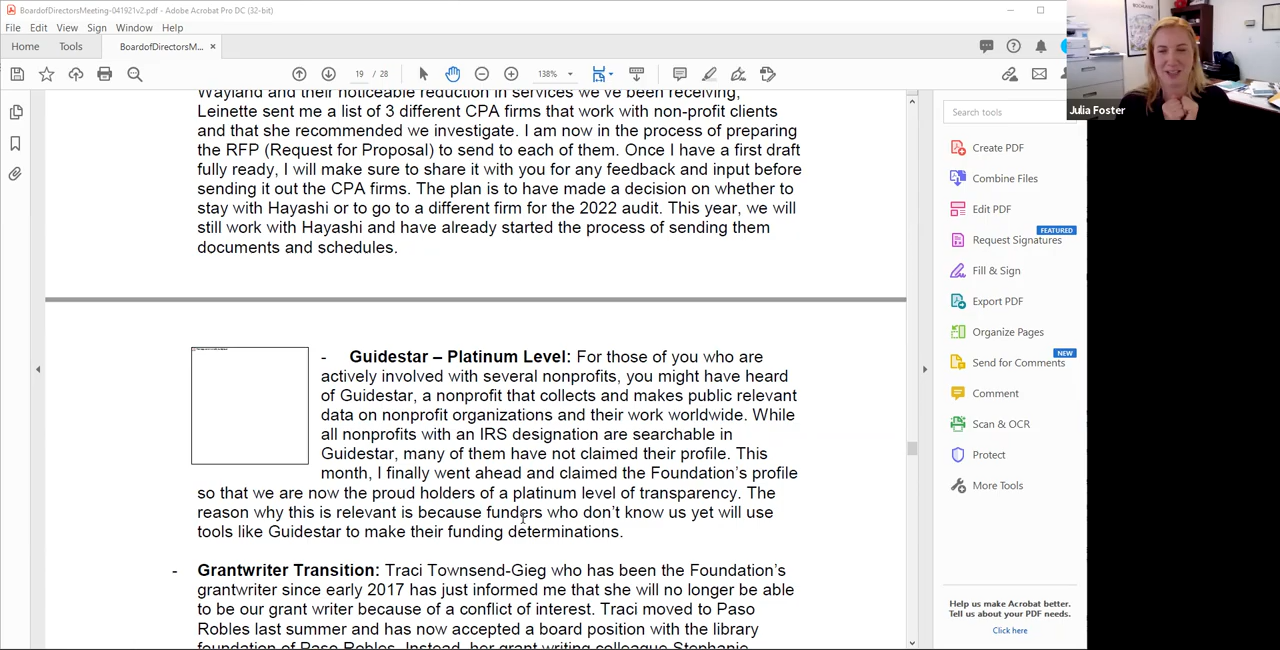 BoardofDirectorsMeeting-041921v2.pdf - Adobe Acrobat Pro DC (32-bit)
File Edit View Sign Window Help
Home Tools BoardofDirectorsM... ×
19 / 28 138%
Julia Foster
Search tools
Wayland and their noticeable reduction in services we've been receiving,
Leinette sent me a list of 3 different CPA firms that work with non-profit clients
and that she recommended we investigate. I am now in the process of preparing
the RFP (Request for Proposal) to send to each of them. Once I have a first draft
fully ready, I will make sure to share it with you for any feedback and input before
sending it out the CPA firms. The plan is to have made a decision on whether to
stay with Hayashi or to go to a different firm for the 2022 audit. This year, we will
still work with Hayashi and have already started the process of sending them
documents and schedules.
- Guidestar – Platinum Level: For those of you who are
actively involved with several nonprofits, you might have heard
of Guidestar, a nonprofit that collects and makes public relevant
data on nonprofit organizations and their work worldwide. While
all nonprofits with an IRS designation are searchable in
Guidestar, many of them have not claimed their profile. This
month, I finally went ahead and claimed the Foundation's profile
so that we are now the proud holders of a platinum level of transparency. The
reason why this is relevant is because funders who don't know us yet will use
tools like Guidestar to make their funding determinations.
- Grantwriter Transition: Traci Townsend-Gieg who has been the Foundation's
grantwriter since early 2017 has just informed me that she will no longer be able
to be our grant writer because of a conflict of interest. Traci moved to Paso
Robles last summer and has now accepted a board position with the library
foundation of Paso Robles. Instead, her grant writing colleague Stephanie
Create PDF
Combine Files
Edit PDF
FEATURED
Request Signatures
Fill & Sign
Export PDF
Organize Pages
NEW
Send for Comments
Comment
Scan & OCR
Protect
More Tools
Help us make Acrobat better.
Tell us about your PDF needs.
Click here